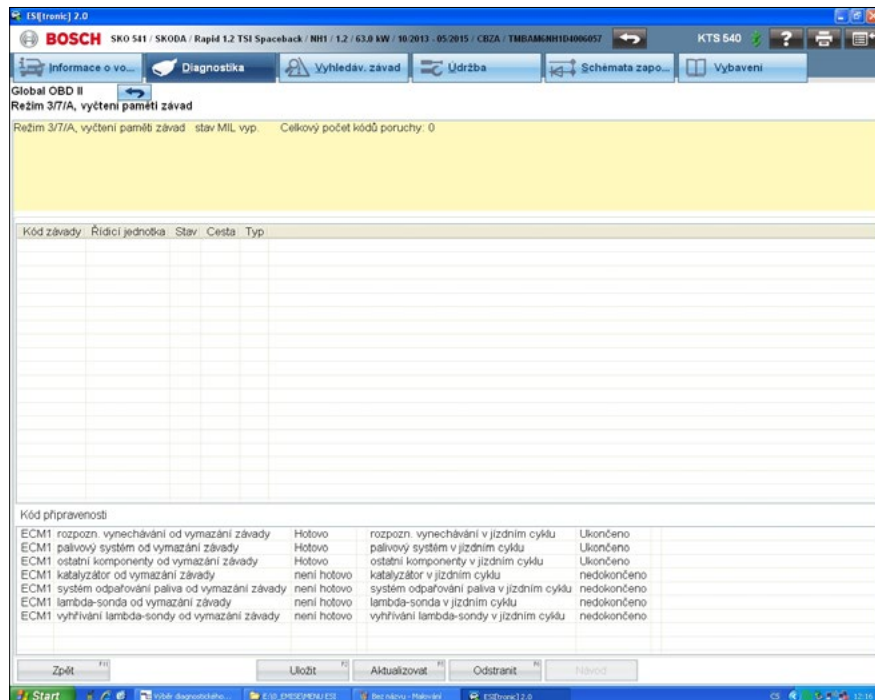 ESI[tronic] 2.0
BOSCH SKO 541 / SKODA / Rapid 1.2 TSI Spaceback / NH1 / 1.2 / 63.0 kW / 10/2013 - 05/2015 / CBZA / TMBAM6NH1D4006057 KTS 540 ?
Informace o vo... Diagnostika Vyhledáv. závad Údržba Schémata zapo... Vybavení
Global OBD II
Režim 3/7/A, vyčtení paměti závad
Režim 3/7/A, vyčtení paměti závad stav MIL vyp. Celkový počet kódů poruchy: 0
Kód závady Řídicí jednotka Stav Cesta Typ
Kód připravenosti
ECM1 rozpozn. vynechávání od vymazání závady Hotovo rozpozn. vynechávání v jízdním cyklu Ukončeno
ECM1 palivový systém od vymazání závady Hotovo palivový systém v jízdním cyklu Ukončeno
ECM1 ostatní komponenty od vymazání závady Hotovo ostatní komponenty v jízdním cyklu Ukončeno
ECM1 katalyzátor od vymazání závady není hotovo katalyzátor v jízdním cyklu nedokončeno
ECM1 systém odpařování paliva od vymazání závady není hotovo systém odpařování paliva v jízdním cyklu nedokončeno
ECM1 lambda-sonda od vymazání závady není hotovo lambda-sonda v jízdním cyklu nedokončeno
ECM1 vyhřívání lambda-sondy od vymazání závady není hotovo vyhřívání lambda-sondy v jízdním cyklu nedokončeno
Zpět F11 Uložit F2 Aktualizovat Odstranit Návod
Start Výběr diagnostického... Bez názvu - Malování ESI[tronic] 2.0 CS 12:16